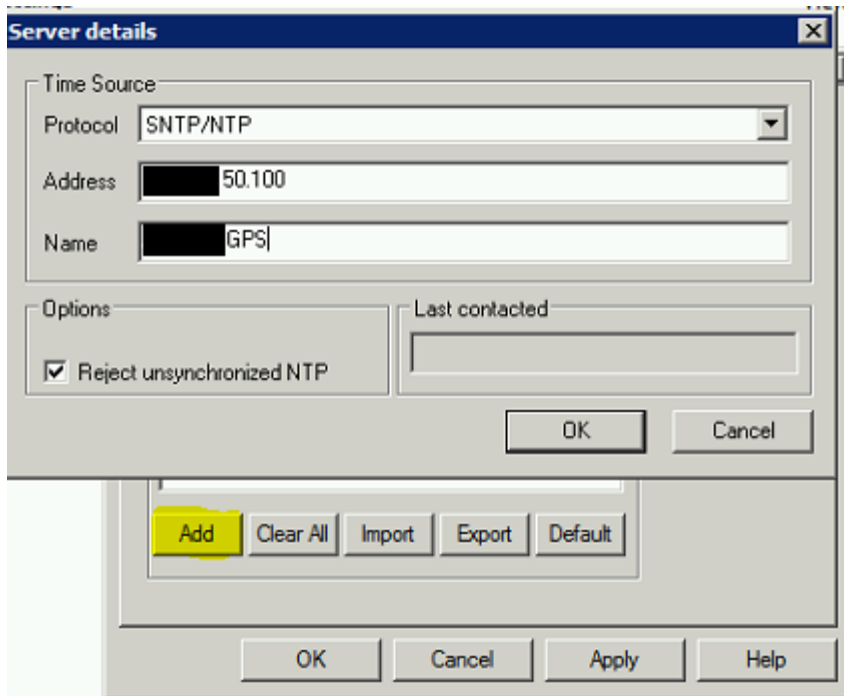 Server details
Time Source
Protocol SNTP/NTP
Address 50.100
Name GPS
Options
Last contacted
Reject unsynchronized NTP
OK Cancel
Add Clear All Import Export Default
OK Cancel Apply Help